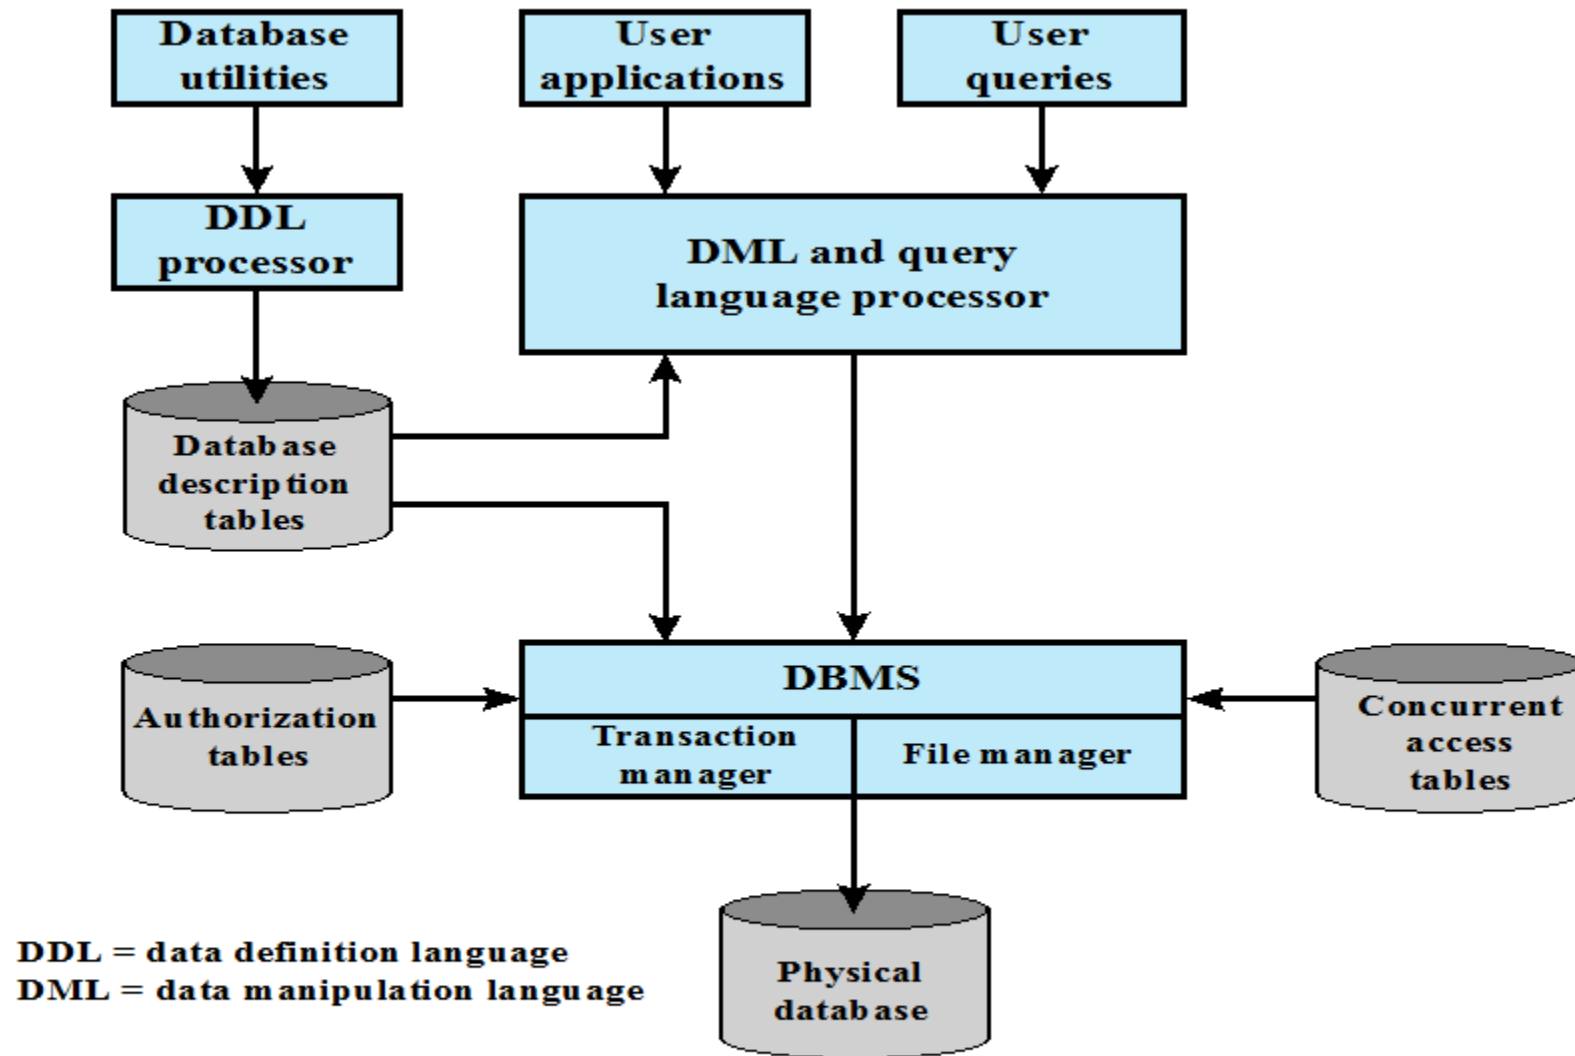 Database
utilities
User
applications
User
queries
DDL
processor
DML and query
language processor
Database
description
tables
DBMS
Authorization
tables
Transaction
manager
File manager
Concurrent
access
tables
DDL = data definition language
DML = data manipulation language
Physical
database